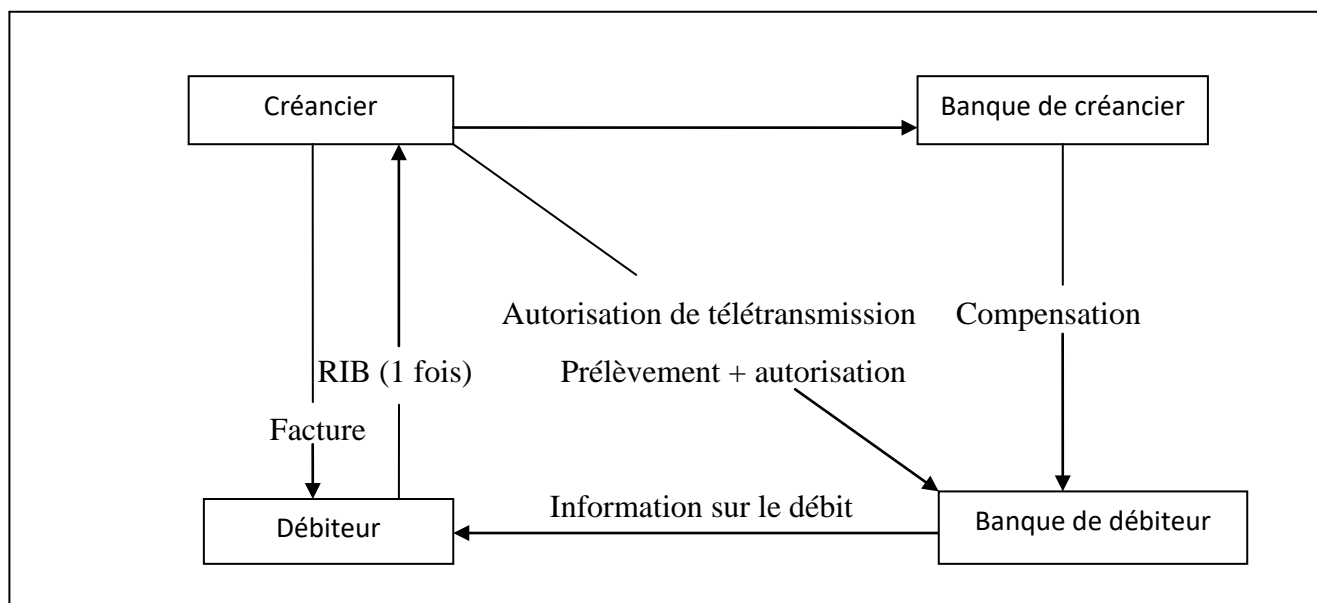 Créancier
Banque de créancier
Autorisation de télétransmission
Compensation
RIB (1 fois)
Prélèvement + autorisation
Facture
Information sur le débit
Débiteur
Banque de débiteur